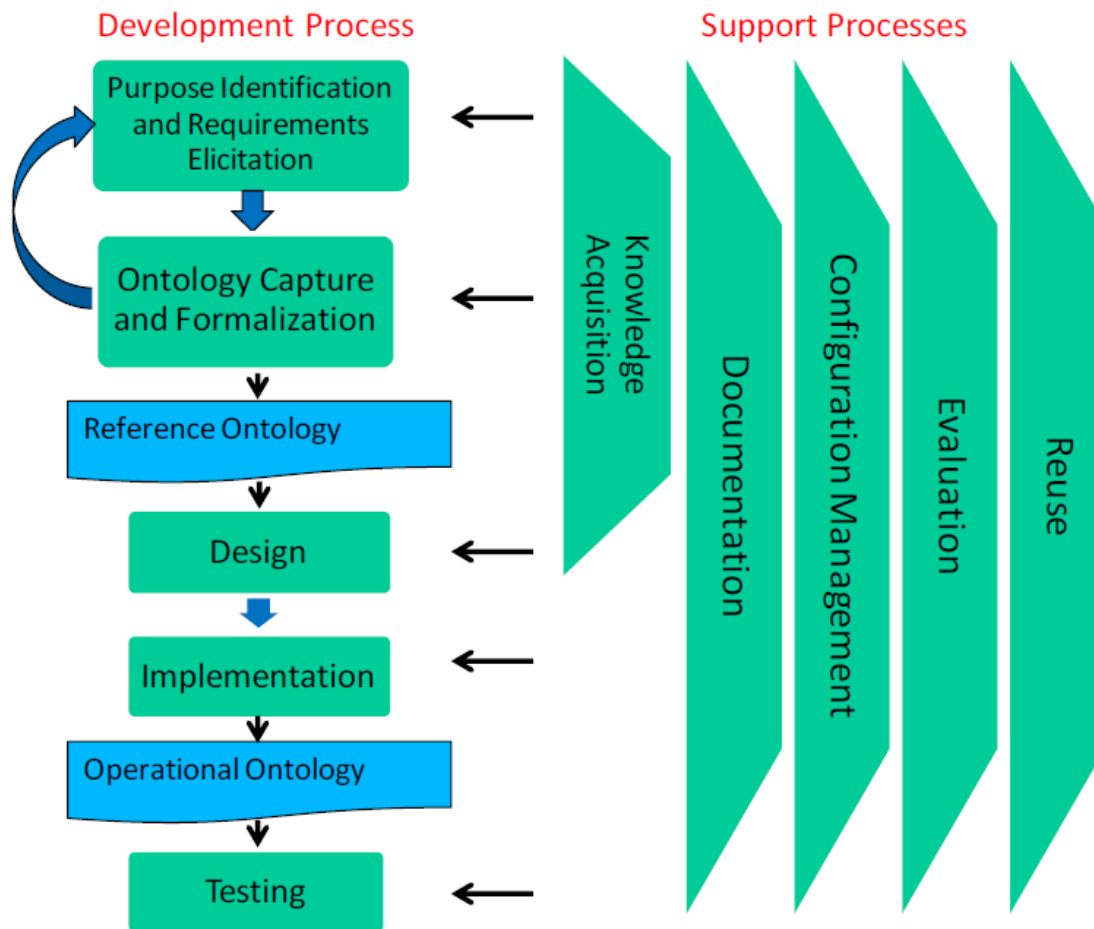 Development Process
Support Processes
Purpose Identification
and Requirements
Elicitation
Ontology Capture
and Formalization
Reference Ontology
Design
Implementation
Operational Ontology
Testing
Knowledge
Acquisition
Documentation
Configuration Management
Evaluation
Reuse